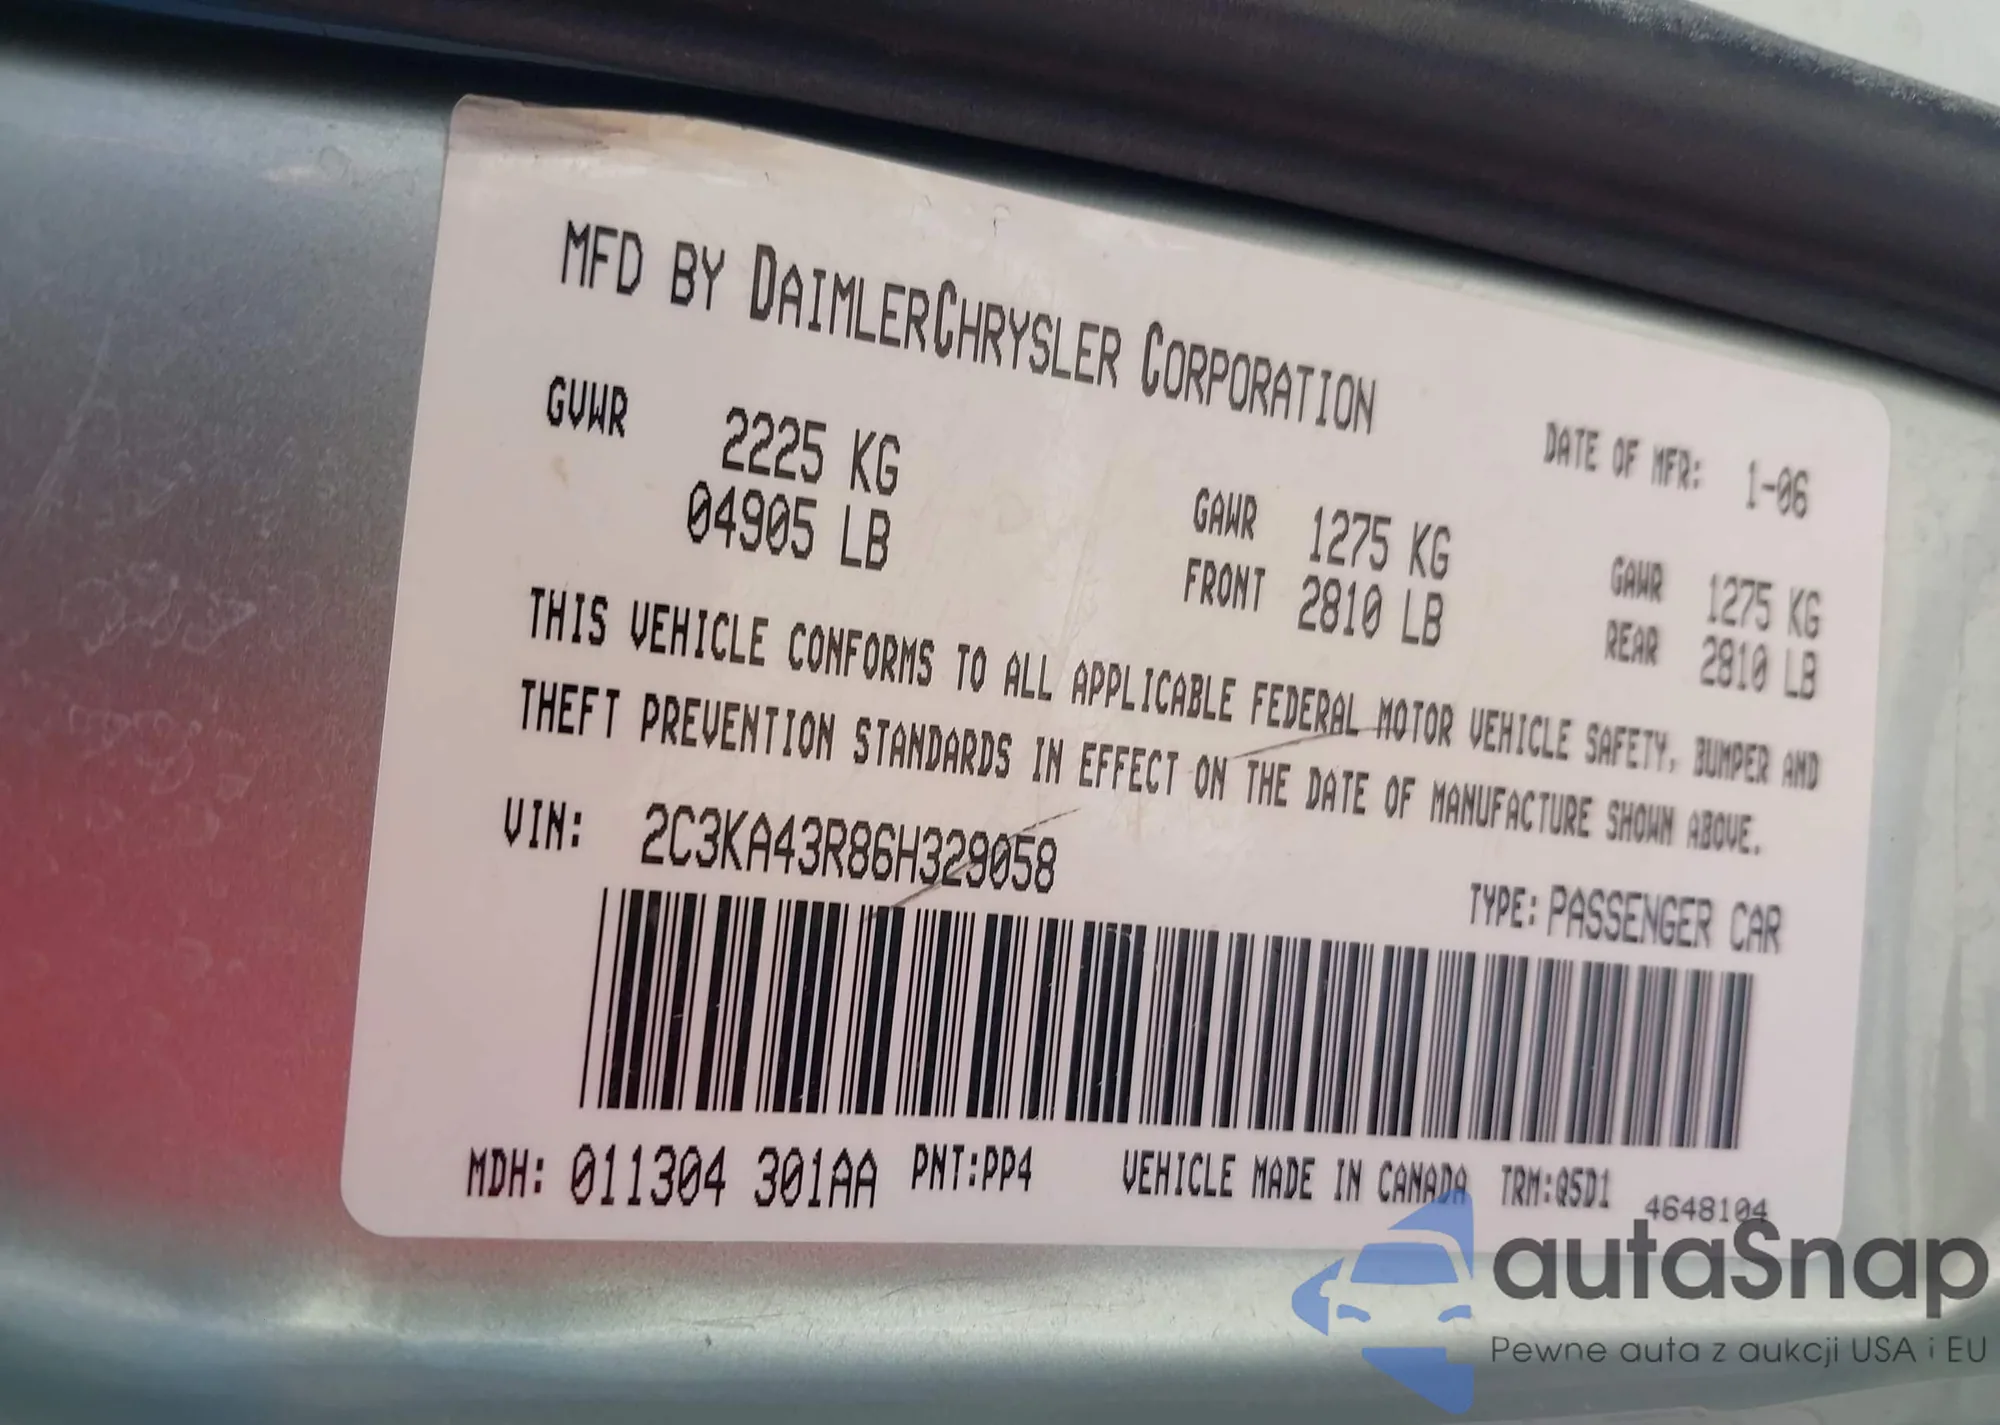 MFD BY DAIMLERCHRYSLER CORPORATION
DATE OF MFR: 1-06
GVWR 2225 KG
04905 LB
GAWR 1275 KG
FRONT 2810 LB
GAWR 1275 KG
REAR 2810 LB
THIS VEHICLE CONFORMS TO ALL APPLICABLE FEDERAL MOTOR VEHICLE SAFETY, BUMPER AND
THEFT PREVENTION STANDARDS IN EFFECT ON THE DATE OF MANUFACTURE SHOWN ABOVE.
VIN: 2C3KA43R86H329058
TYPE: PASSENGER CAR
MDH: 011304 301AA PNT:PP4 VEHICLE MADE IN CANADA TRM:Q5D1 4648104
autaSnap
Pewne auta z aukcji USA i EU